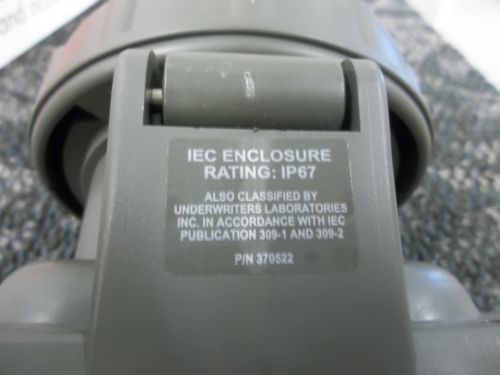 IEC ENCLOSURE
RATING: IP67
ALSO CLASSIFIED BY
UNDERWRITERS LABORATORIES
INC. IN ACCORDANCE WITH IEC
PUBLICATION 309-1 AND 309-2
P/N 370522